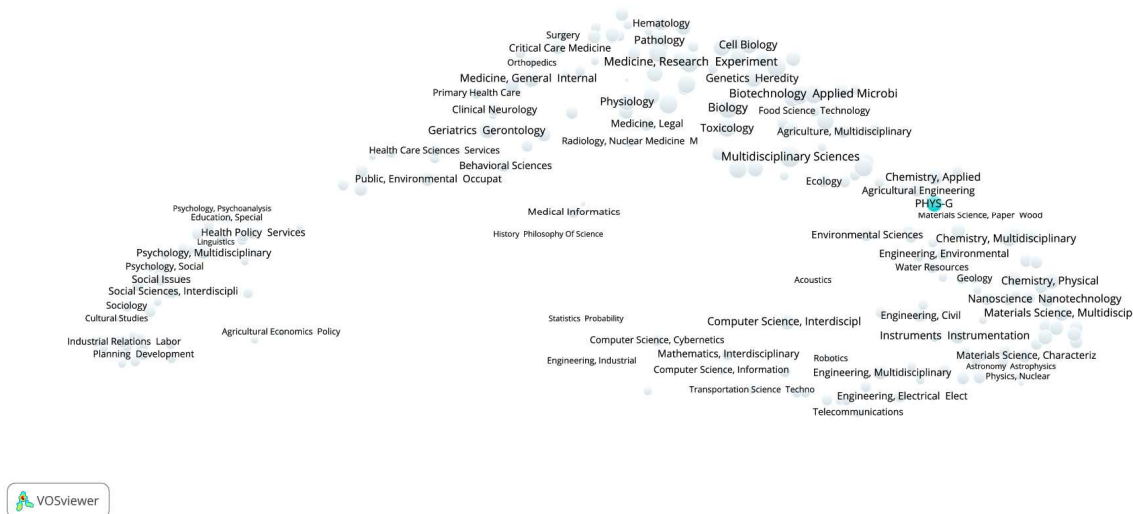 Hematology
Surgery
Pathology
Cell Biology
Critical Care Medicine
Orthopedics
Medicine, Research Experiment
Medicine, General Internal
Genetics Heredity
Primary Health Care
Biotechnology Applied Microbi
Physiology
Clinical Neurology
Biology
Food Science Technology
Medicine, Legal
Geriatrics Gerontology
Toxicology
Agriculture, Multidisciplinary
Radiology, Nuclear Medicine M
Health Care Sciences Services
Multidisciplinary Sciences
Behavioral Sciences
Public, Environmental Occupat
Ecology
Chemistry, Applied
Agricultural Engineering
PHYS-G
Psychology, Psychoanalysis
Medical Informatics
Materials Science, Paper Wood
Education, Special
Health Policy Services
History Philosophy Of Science
Environmental Sciences
Chemistry, Multidisciplinary
Linguistics
Psychology, Multidisciplinary
Engineering, Environmental
Psychology, Social
Water Resources
Social Issues
Acoustics
Geology
Chemistry, Physical
Social Sciences, Interdiscipli
Nanoscience Nanotechnology
Sociology
Materials Science, Multidiscip
Cultural Studies
Statistics Probability
Computer Science, Interdiscipl
Engineering, Civil
Agricultural Economics Policy
Instruments Instrumentation
Industrial Relations Labor
Computer Science, Cybernetics
Planning Development
Mathematics, Interdisciplinary
Robotics
Materials Science, Characteriz
Engineering, Industrial
Computer Science, Information
Engineering, Multidisciplinary
Astronomy Astrophysics
Physics, Nuclear
Transportation Science Techno
Engineering, Electrical Elect
Telecommunications
VOSviewer